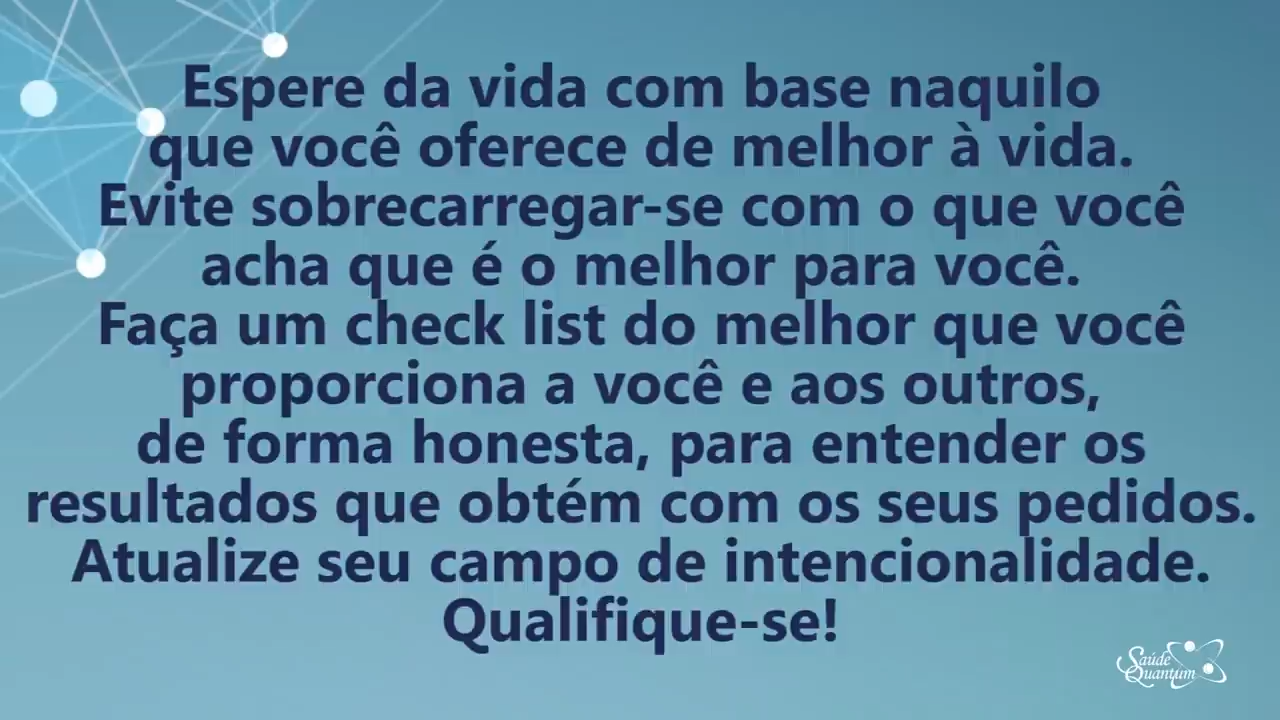 Espere da vida com base naquilo
que você oferece de melhor à vida.
Evite sobrecarregar-se com o que você
acha que é o melhor para você.
Faça um check list do melhor que você
proporciona a você e aos outros,
de forma honesta, para entender os
resultados que obtém com os seus pedidos.
Atualize seu campo de intencionalidade.
Qualifique-se!
Saúde
Quantum